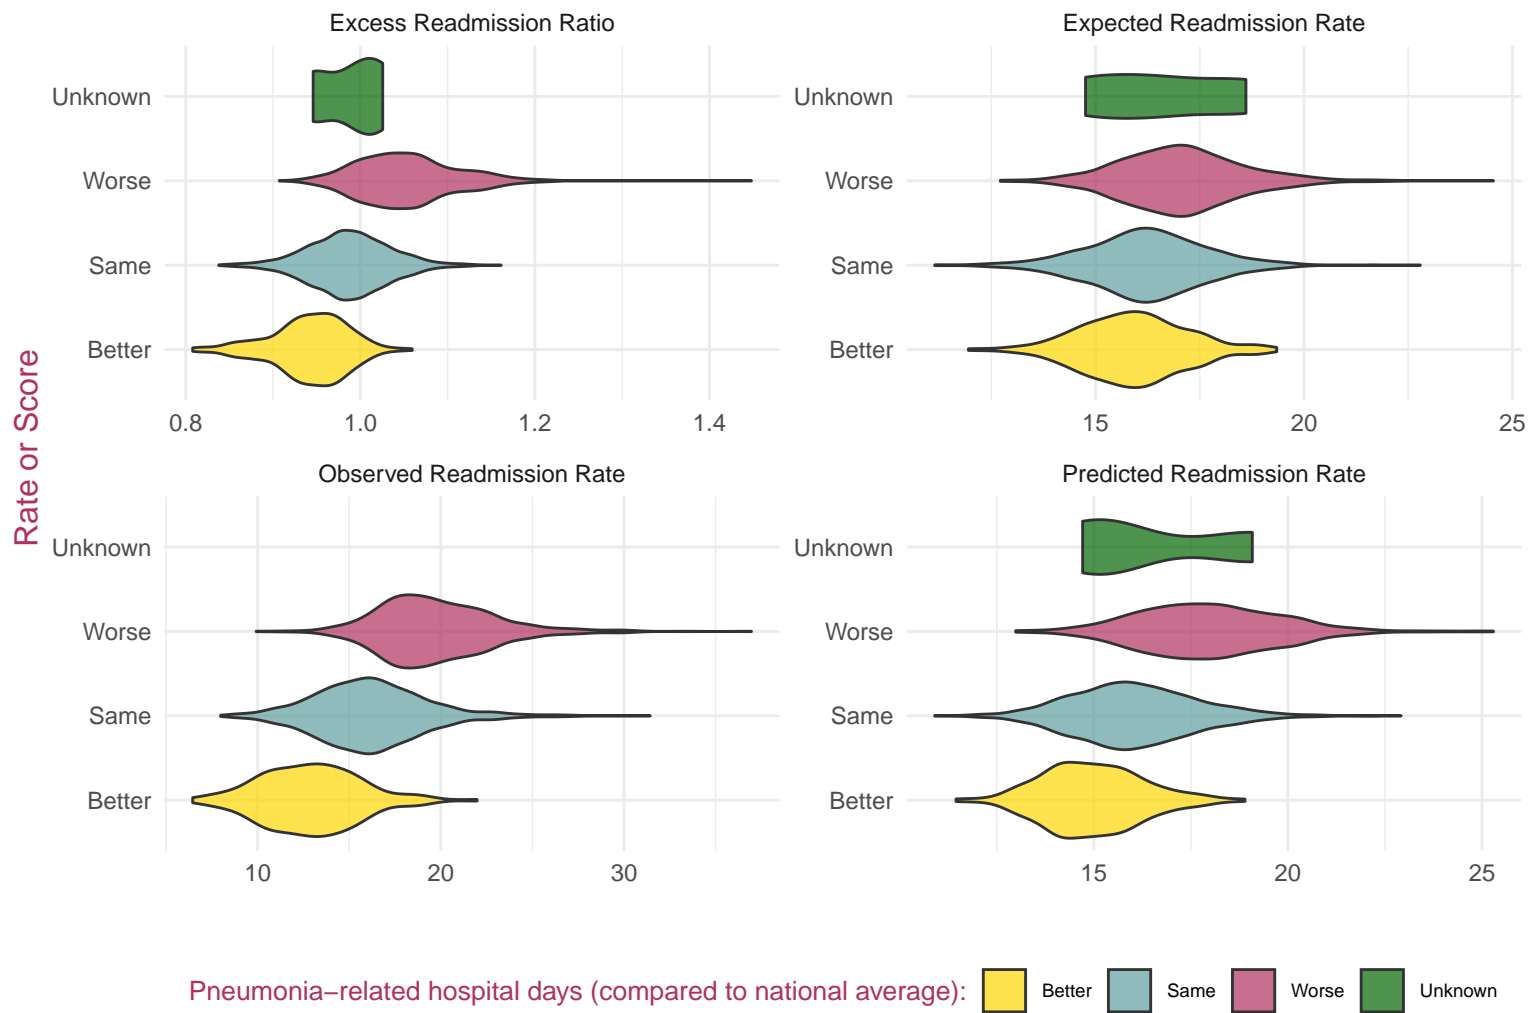 Excess Readmission Ratio
Expected Readmission Rate
Unknown
Worse
Same
Better
0.8 1.0 1.2 1.4
Unknown
Worse
Same
Better
15 20 25
Rate or Score
Observed Readmission Rate
Predicted Readmission Rate
Unknown
Worse
Same
Better
10 20 30
Unknown
Worse
Same
Better
15 20 25
Pneumonia−related hospital days (compared to national average): Better Same Worse Unknown